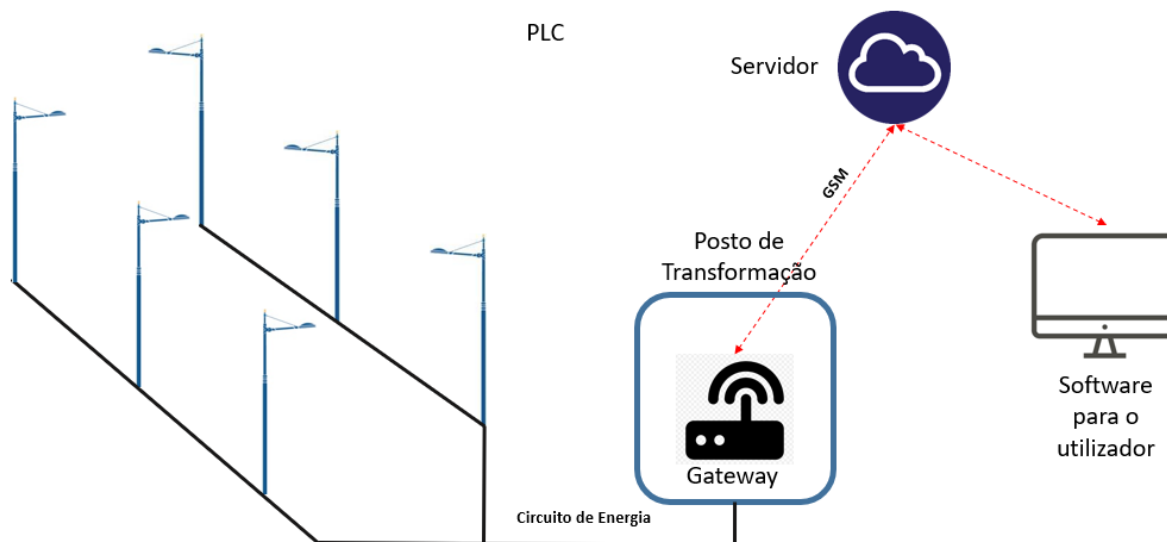 PLC
Servidor
GSM
Posto de
Transformação
Gateway
Software
para o
utilizador
Circuito de Energia